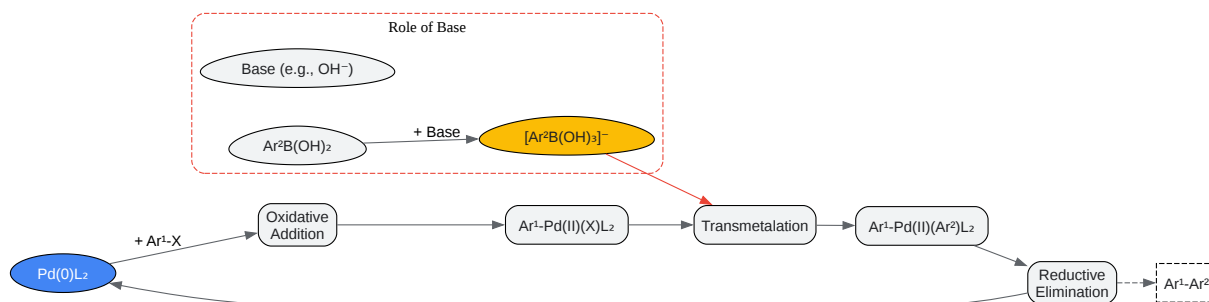 Role of Base
Base (e.g., OH⁻)
Ar²B(OH)₂
+ Base
[Ar²B(OH)₃]⁻
Oxidative
Addition
Ar¹-Pd(II)(X)L₂
Transmetalation
Ar¹-Pd(II)(Ar²)L₂
+ Ar¹-X
Pd(0)L₂
Reductive
Elimination
Ar¹-Ar²